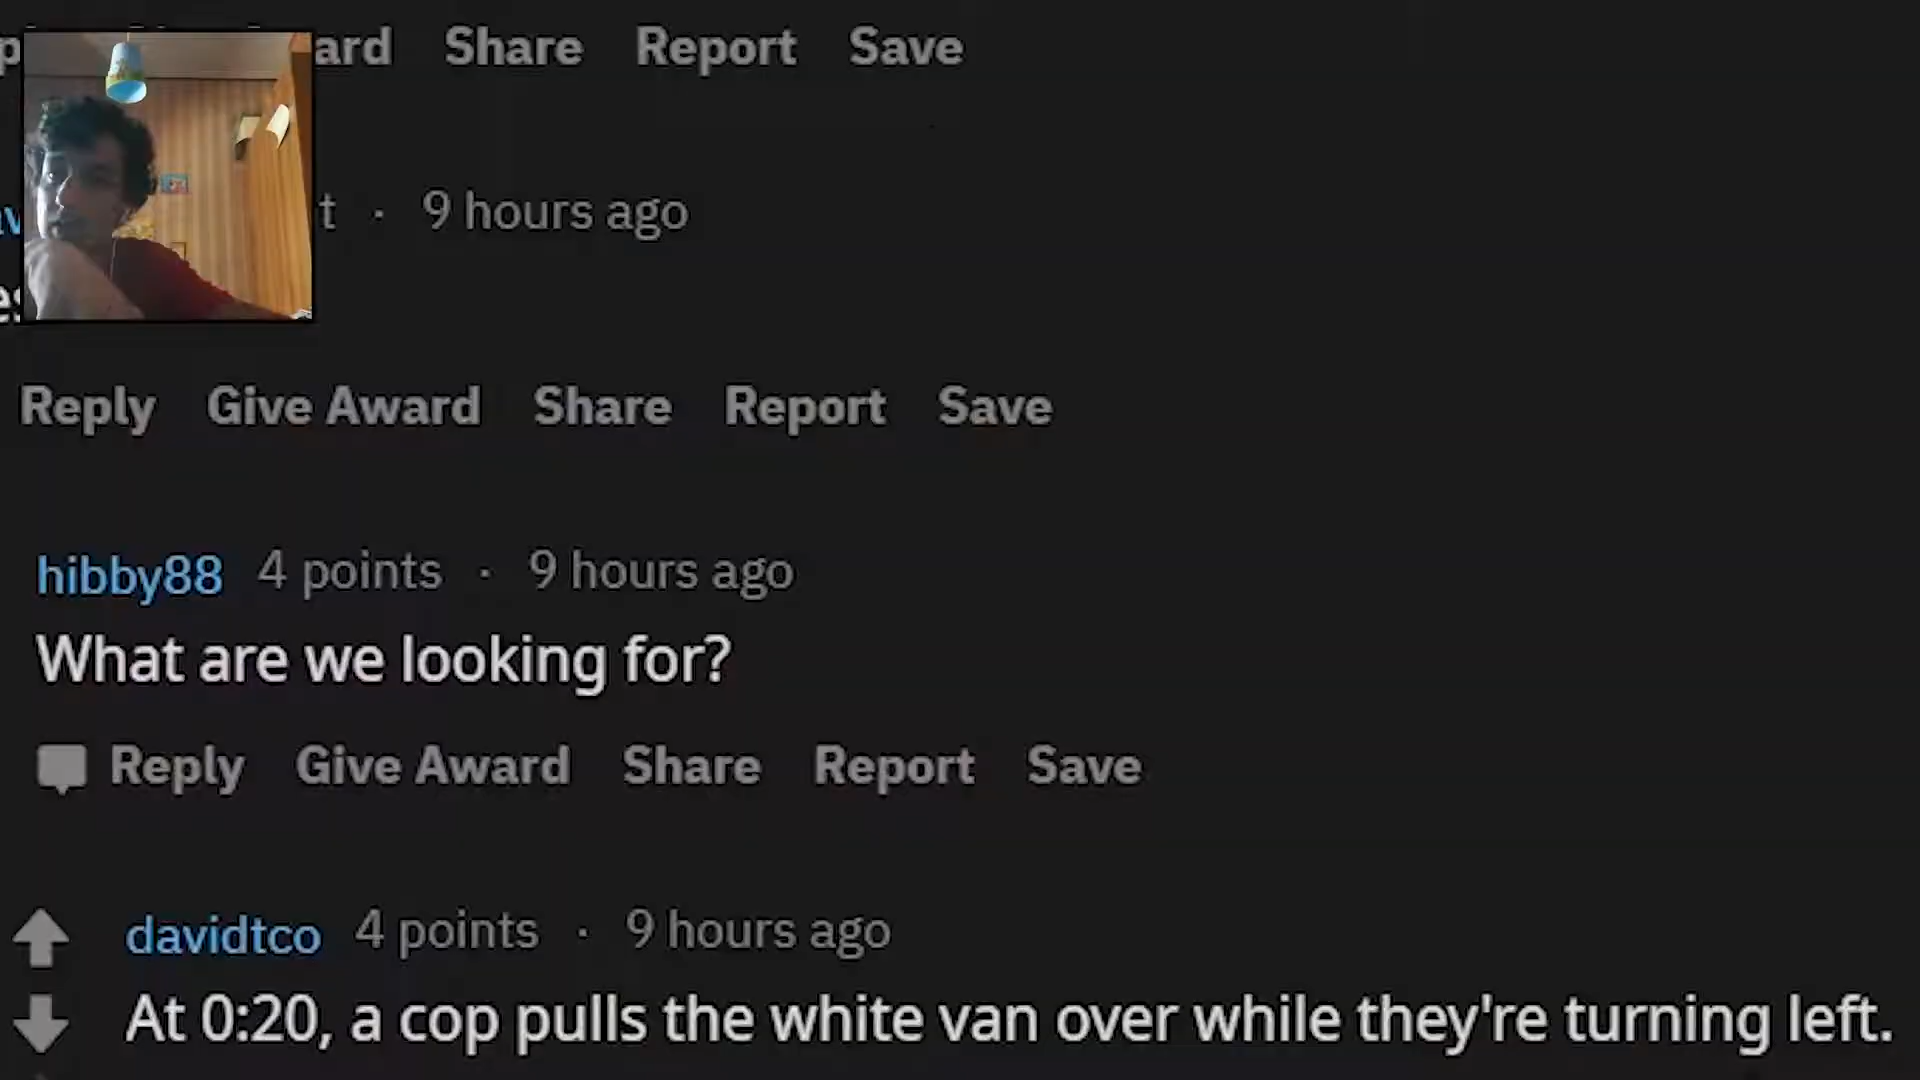 ard Share Report Save
t · 9 hours ago
Reply Give Award Share Report Save
hibby88 4 points · 9 hours ago
What are we looking for?
Reply Give Award Share Report Save
davidtco 4 points · 9 hours ago
At 0:20, a cop pulls the white van over while they're turning left.